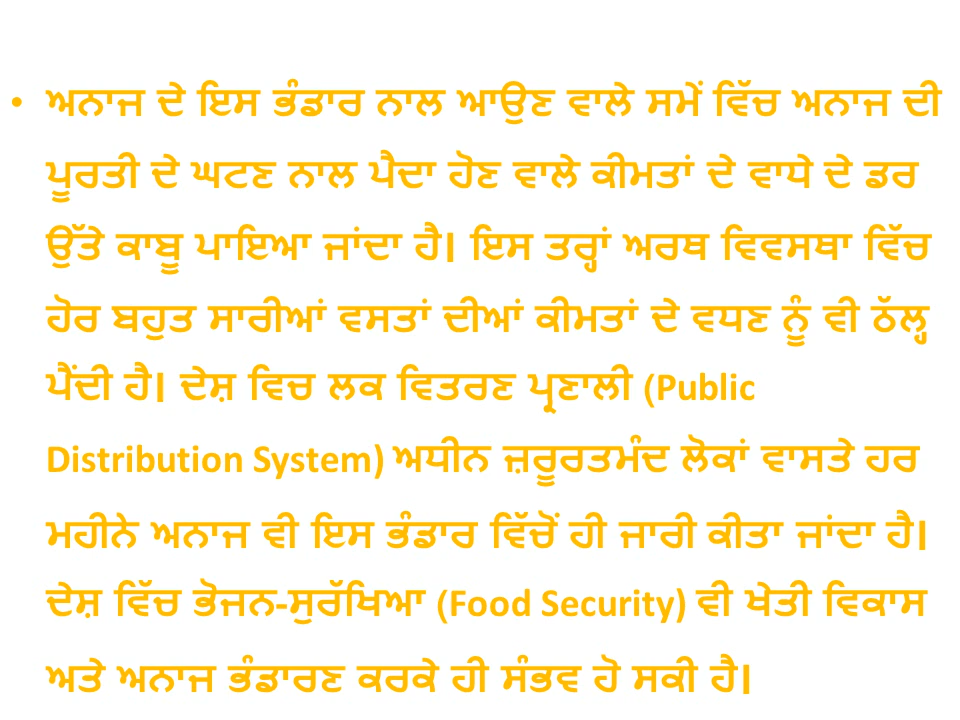 • ਅਨਾਜ ਦੇ ਇਸ ਭੰਡਾਰ ਨਾਲ ਆਉਣ ਵਾਲੇ ਸਮੇਂ ਵਿੱਚ ਅਨਾਜ ਦੀ
ਪੂਰਤੀ ਦੇ ਘਟਣ ਨਾਲ ਪੈਦਾ ਹੋਣ ਵਾਲੇ ਕੀਮਤਾਂ ਦੇ ਵਾਧੇ ਦੇ ਡਰ
ਉੱਤੇ ਕਾਬੂ ਪਾਇਆ ਜਾਂਦਾ ਹੈ। ਇਸ ਤਰ੍ਹਾਂ ਅਰਥ ਵਿਵਸਥਾ ਵਿੱਚ
ਹੋਰ ਬਹੁਤ ਸਾਰੀਆਂ ਵਸਤਾਂ ਦੀਆਂ ਕੀਮਤਾਂ ਦੇ ਵਧਣ ਨੂੰ ਵੀ ਠੱਲ੍ਹ
ਪੈਂਦੀ ਹੈ। ਦੇਸ਼ ਵਿਚ ਲਕ ਵਿਤਰਣ ਪ੍ਰਣਾਲੀ (Public
Distribution System) ਅਧੀਨ ਜ਼ਰੂਰਤਮੰਦ ਲੋਕਾਂ ਵਾਸਤੇ ਹਰ
ਮਹੀਨੇ ਅਨਾਜ ਵੀ ਇਸ ਭੰਡਾਰ ਵਿੱਚੋਂ ਹੀ ਜਾਰੀ ਕੀਤਾ ਜਾਂਦਾ ਹੈ।
ਦੇਸ਼ ਵਿੱਚ ਭੋਜਨ-ਸੁਰੱਖਿਆ (Food Security) ਵੀ ਖੇਤੀ ਵਿਕਾਸ
ਅਤੇ ਅਨਾਜ ਭੰਡਾਰਣ ਕਰਕੇ ਹੀ ਸੰਭਵ ਹੋ ਸਕੀ ਹੈ।